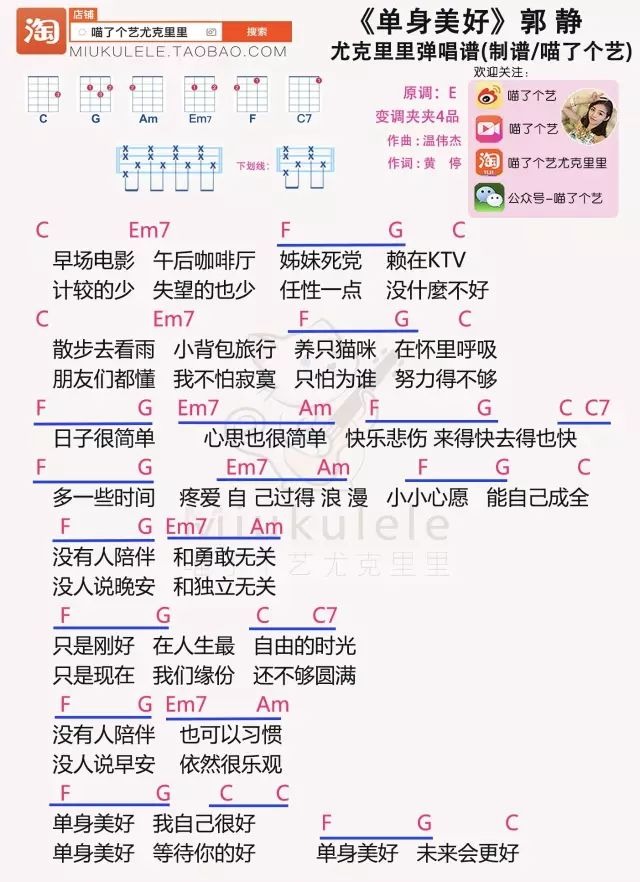 店铺
淘 喵了个艺尤克里里 搜索
MIUKULELE.TAOBAO.COM
《单身美好》郭 静
尤克里里弹唱谱(制谱/喵了个艺)
欢迎关注：
原调：E
变调夹夹4品
作曲：温伟杰
作词：黄 停
喵了个艺
喵了个艺
淘 喵了个艺尤克里里
公众号-喵了个艺
C G Am Em7 F C7
下划线：
C Em7 F G C
早场电影 午后咖啡厅 姊妹死党 赖在KTV
计较的少 失望的也少 任性一点 没什麼不好
C Em7 F G C
散步去看雨 小背包旅行 养只猫咪 在怀里呼吸
朋友们都懂 我不怕寂寞 只怕为谁 努力得不够
F G Em7 Am F G C C7
日子很简单 心思也很简单 快乐悲伤 来得快去得也快
F G Em7 Am F G C
多一些时间 疼爱 自 己过得 浪 漫 小小心愿 能自己成全
Miukulele
F G Em7 Am
没有人陪伴 和勇敢无关
喵了个艺尤克里里
没人说晚安 和独立无关
F G C C7
只是刚好 在人生最 自由的时光
只是现在 我们缘份 还不够圆满
F G Em7 Am
没有人陪伴 也可以习惯
没人说早安 依然很乐观
F G C C
单身美好 我自己很好
F G C
单身美好 等待你的好 单身美好 未来会更好